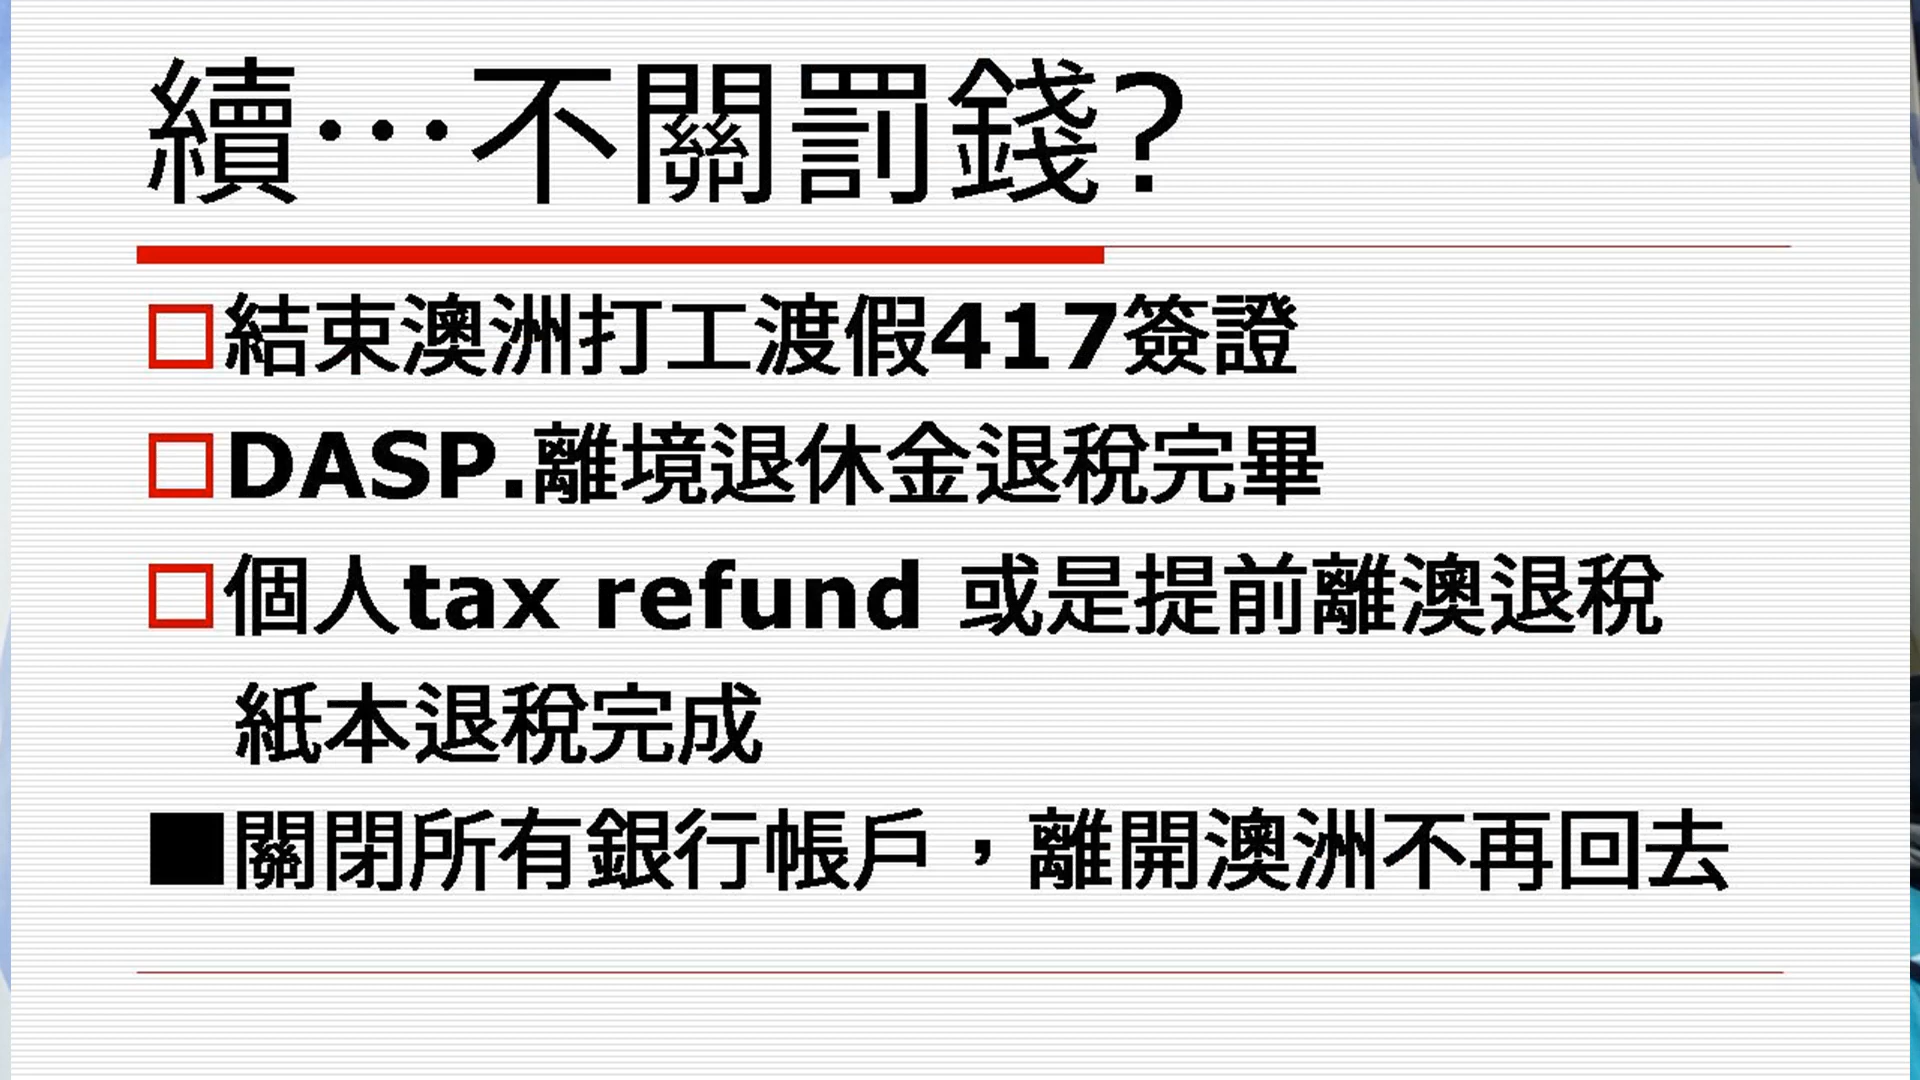 續…不關罰錢?
□結束澳洲打工渡假417簽證
□DASP.離境退休金退稅完畢
□個人tax refund 或是提前離澳退稅
紙本退稅完成
■關閉所有銀行帳戶，離開澳洲不再回去